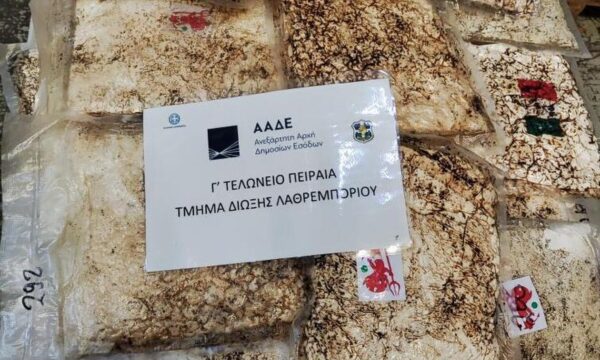 ΑΑΔΕ
Ανεξάρτητη Αρχή
Δημοσίων Εσόδων
Γ' ΤΕΛΩΝΕΙΟ ΠΕΙΡΑΙΑ
ΤΜΗΜΑ ΔΙΩΞΗΣ ΛΑΘΡΕΜΠΟΡΙΟΥ
292